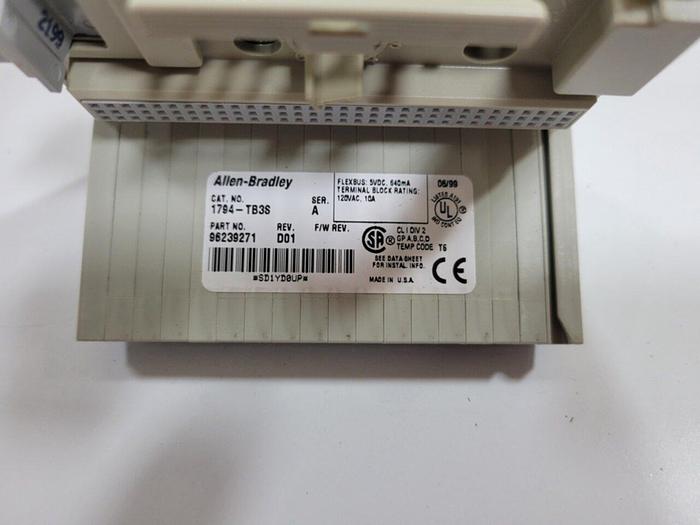 Allen-Bradley
CAT. NO.
1794-TB3S
SER.
A
PART NO.
96239271
REV.
D01
F/W REV.
*SD1YD0UP*
FLEXBUS: 5VDC, 640mA
TERMINAL BLOCK RATING:
120VAC, 10A
06/99
UL
CL I DIV 2
GP A,B,C,D
TEMP CODE T6
SEE DATA SHEET
FOR INSTAL. INFO.
MADE IN U.S.A.
CE